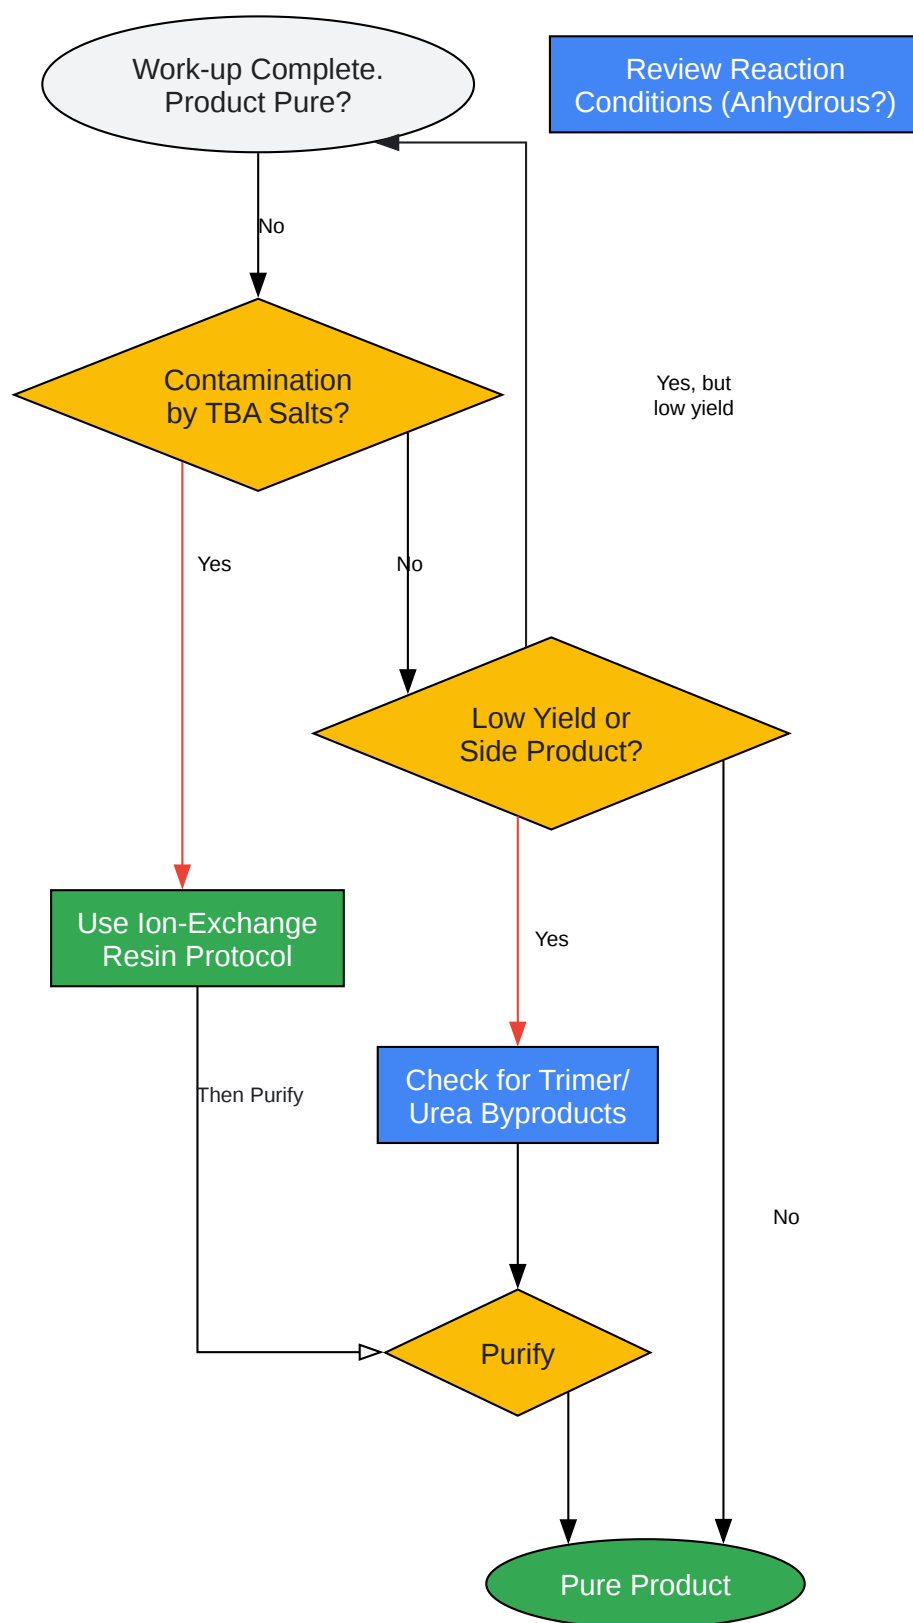 Work-up Complete.
Product Pure?
Review Reaction
Conditions (Anhydrous?)
No
Contamination
by TBA Salts?
Yes, but
low yield
Yes
No
Low Yield or
Side Product?
Use Ion-Exchange
Resin Protocol
Yes
Then Purify
Check for Trimer/
Urea Byproducts
No
Purify
Pure Product